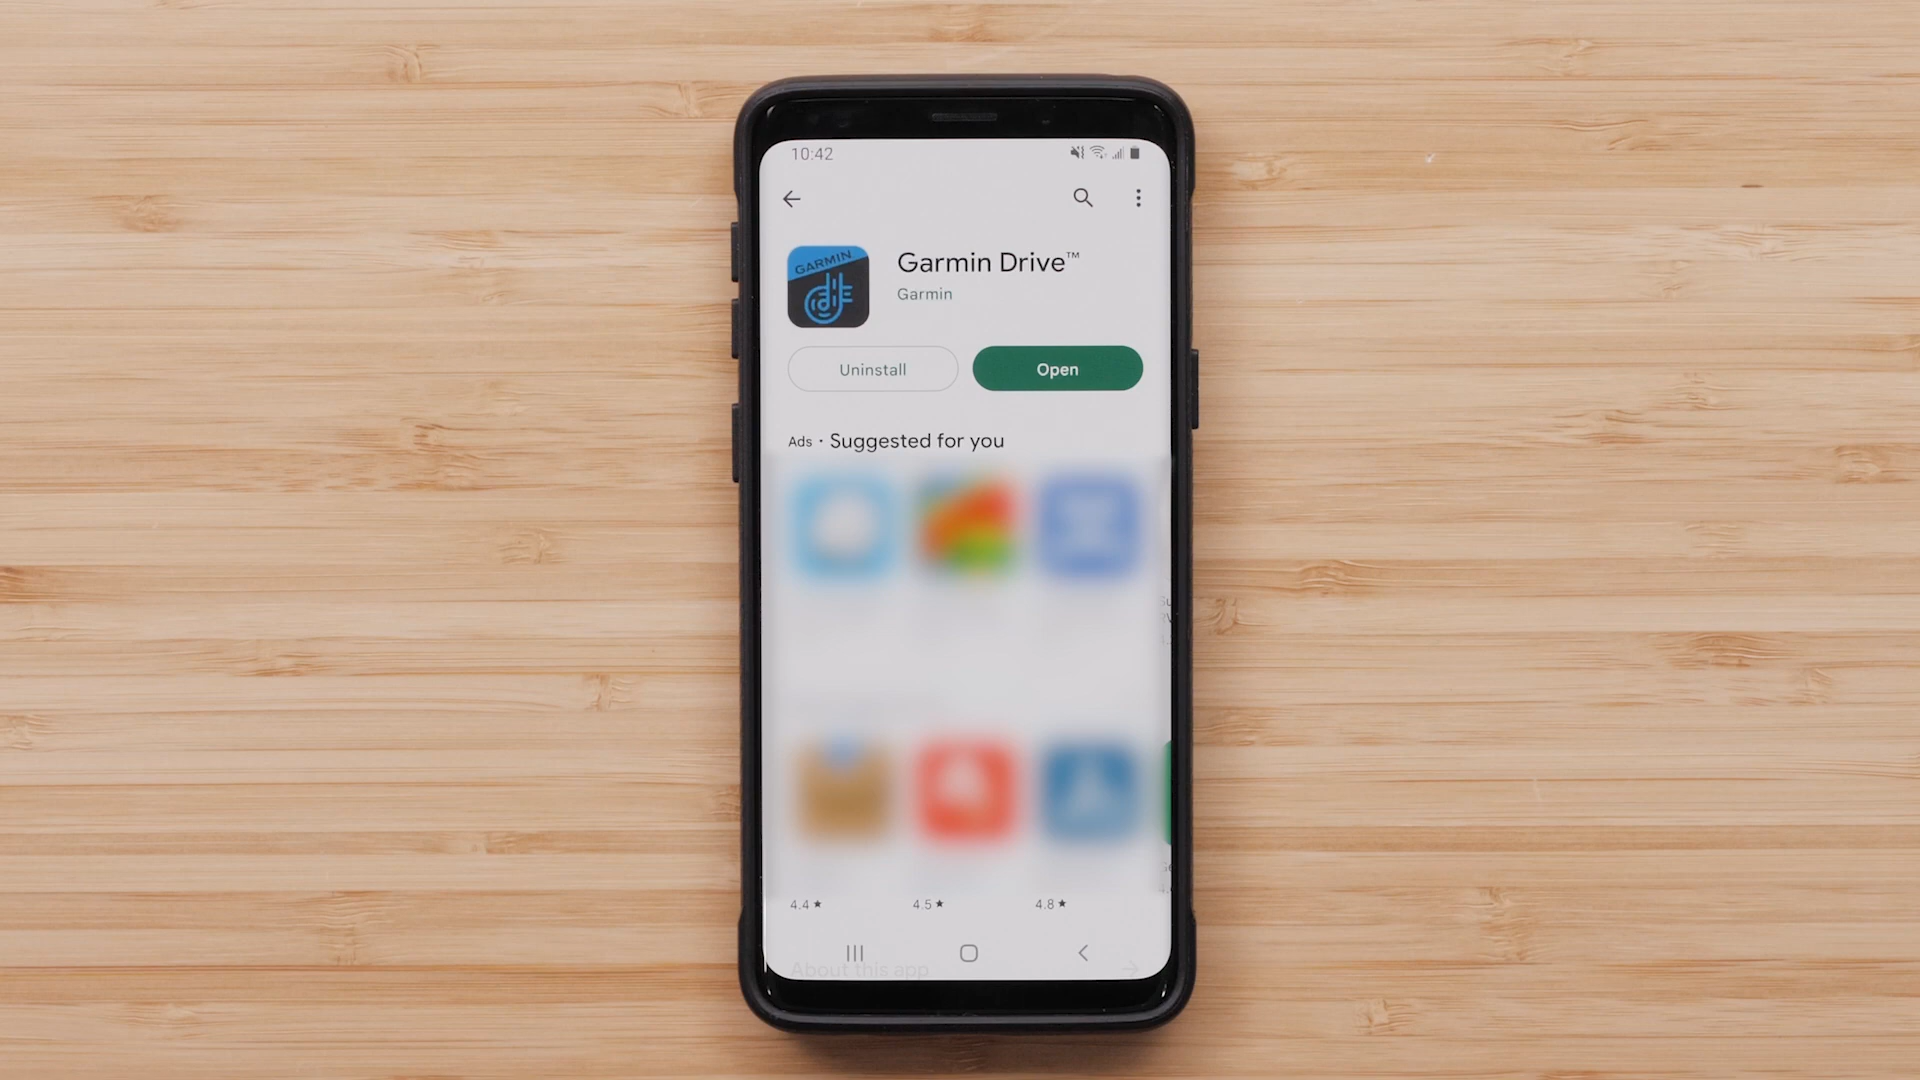 10:42
GARMIN
Garmin Drive™
Garmin
Uninstall
Open
Ads · Suggested for you
4.4 ★
4.5 ★
4.8 ★
About this app